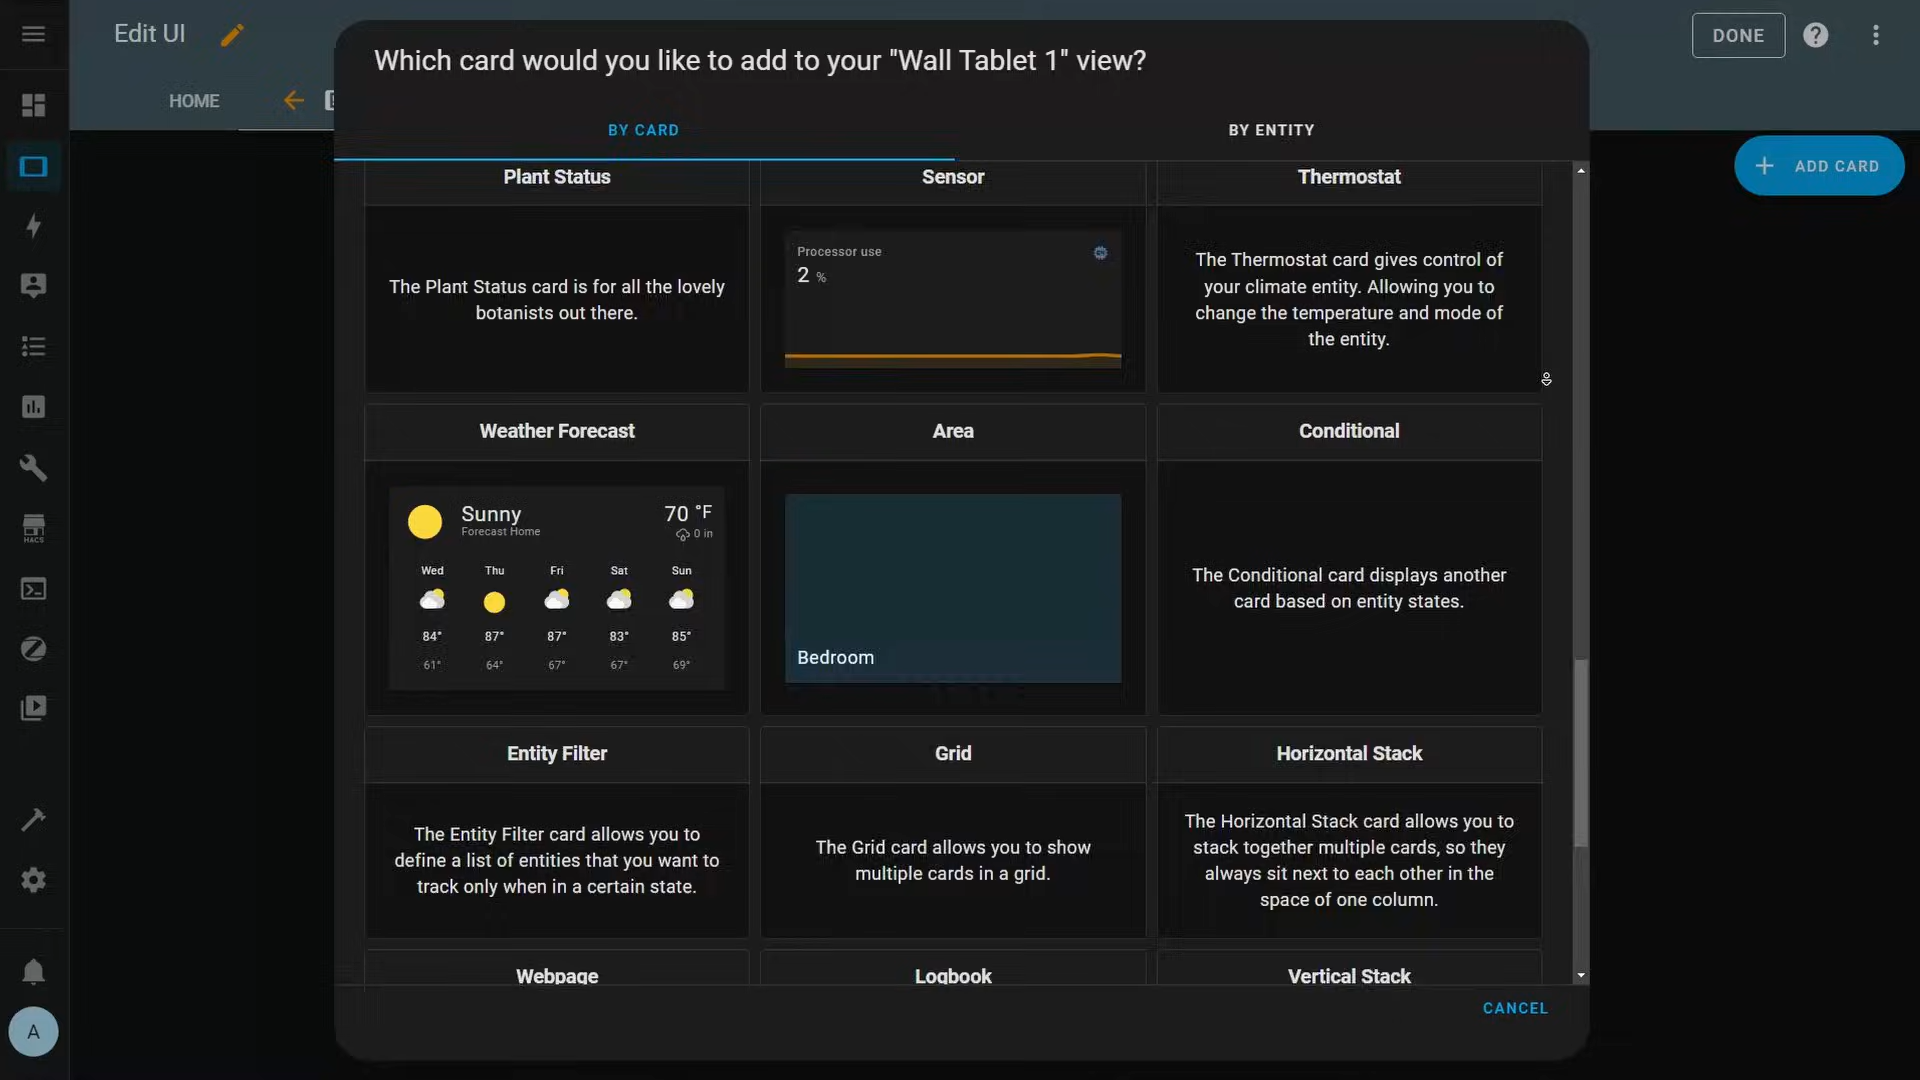 Edit UI
Which card would you like to add to your "Wall Tablet 1" view?
DONE
HOME
BY CARD
BY ENTITY
ADD CARD
Plant Status
Sensor
Thermostat
The Plant Status card is for all the lovely
botanists out there.
Processor use
2 %
The Thermostat card gives control of
your climate entity. Allowing you to
change the temperature and mode of
the entity.
Weather Forecast
Area
Conditional
Sunny
Forecast Home
70 °F
0 in
Wed Thu Fri Sat Sun
84° 87° 87° 83° 85°
61° 64° 67° 67° 69°
Bedroom
The Conditional card displays another
card based on entity states.
Entity Filter
Grid
Horizontal Stack
The Entity Filter card allows you to
define a list of entities that you want to
track only when in a certain state.
The Grid card allows you to show
multiple cards in a grid.
The Horizontal Stack card allows you to
stack together multiple cards, so they
always sit next to each other in the
space of one column.
Webpage
Logbook
Vertical Stack
CANCEL
HACS
A